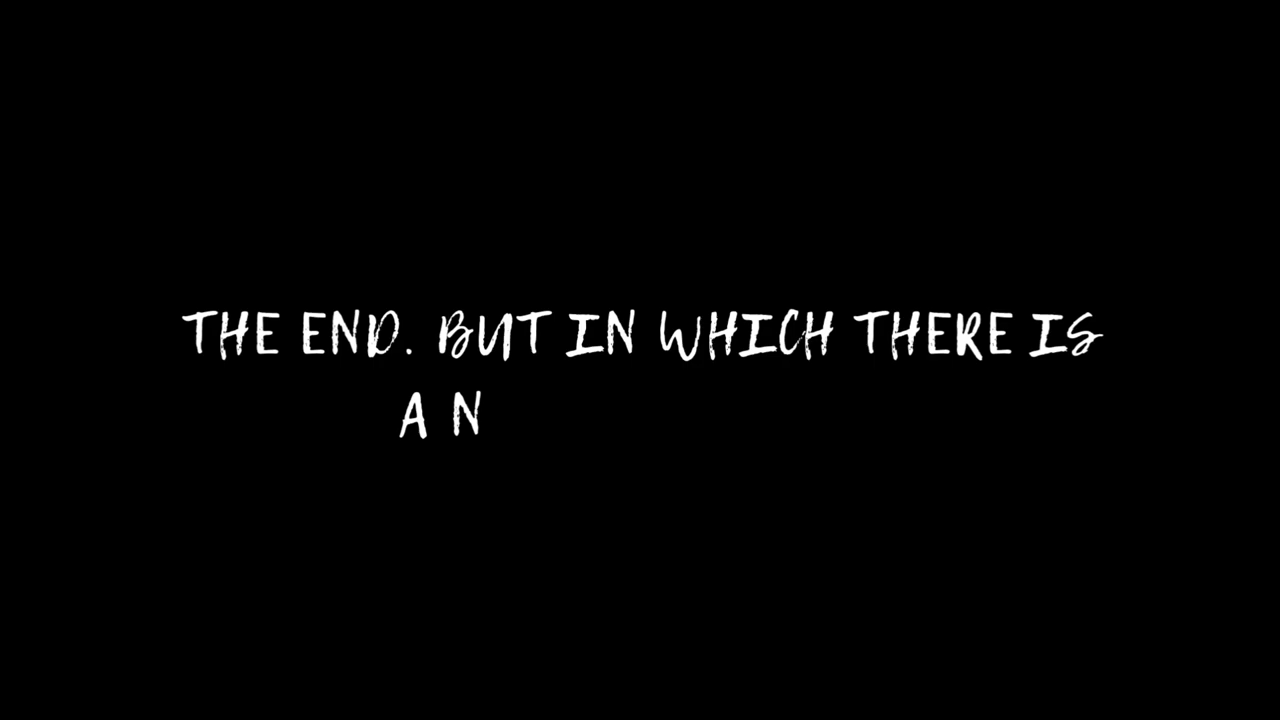 THE END. BUT IN WHICH THERE IS
A N